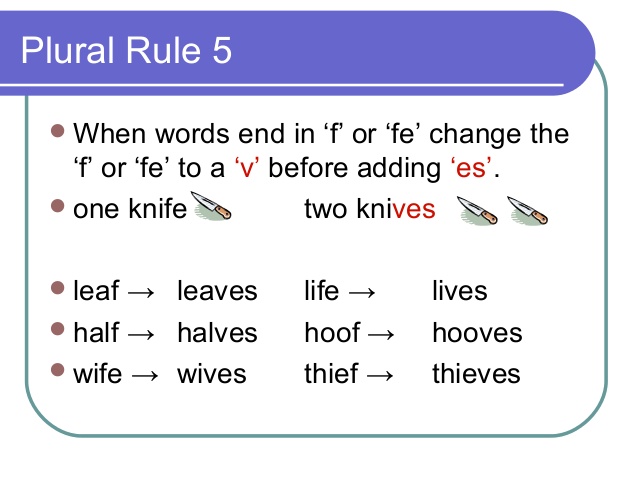 Plural Rule 5
When words end in ‘f’ or ‘fe’ change the
‘f’ or ‘fe’ to a ‘v’ before adding ‘es’.
one knife two knives
leaf → leaves life → lives
half → halves hoof → hooves
wife → wives thief → thieves